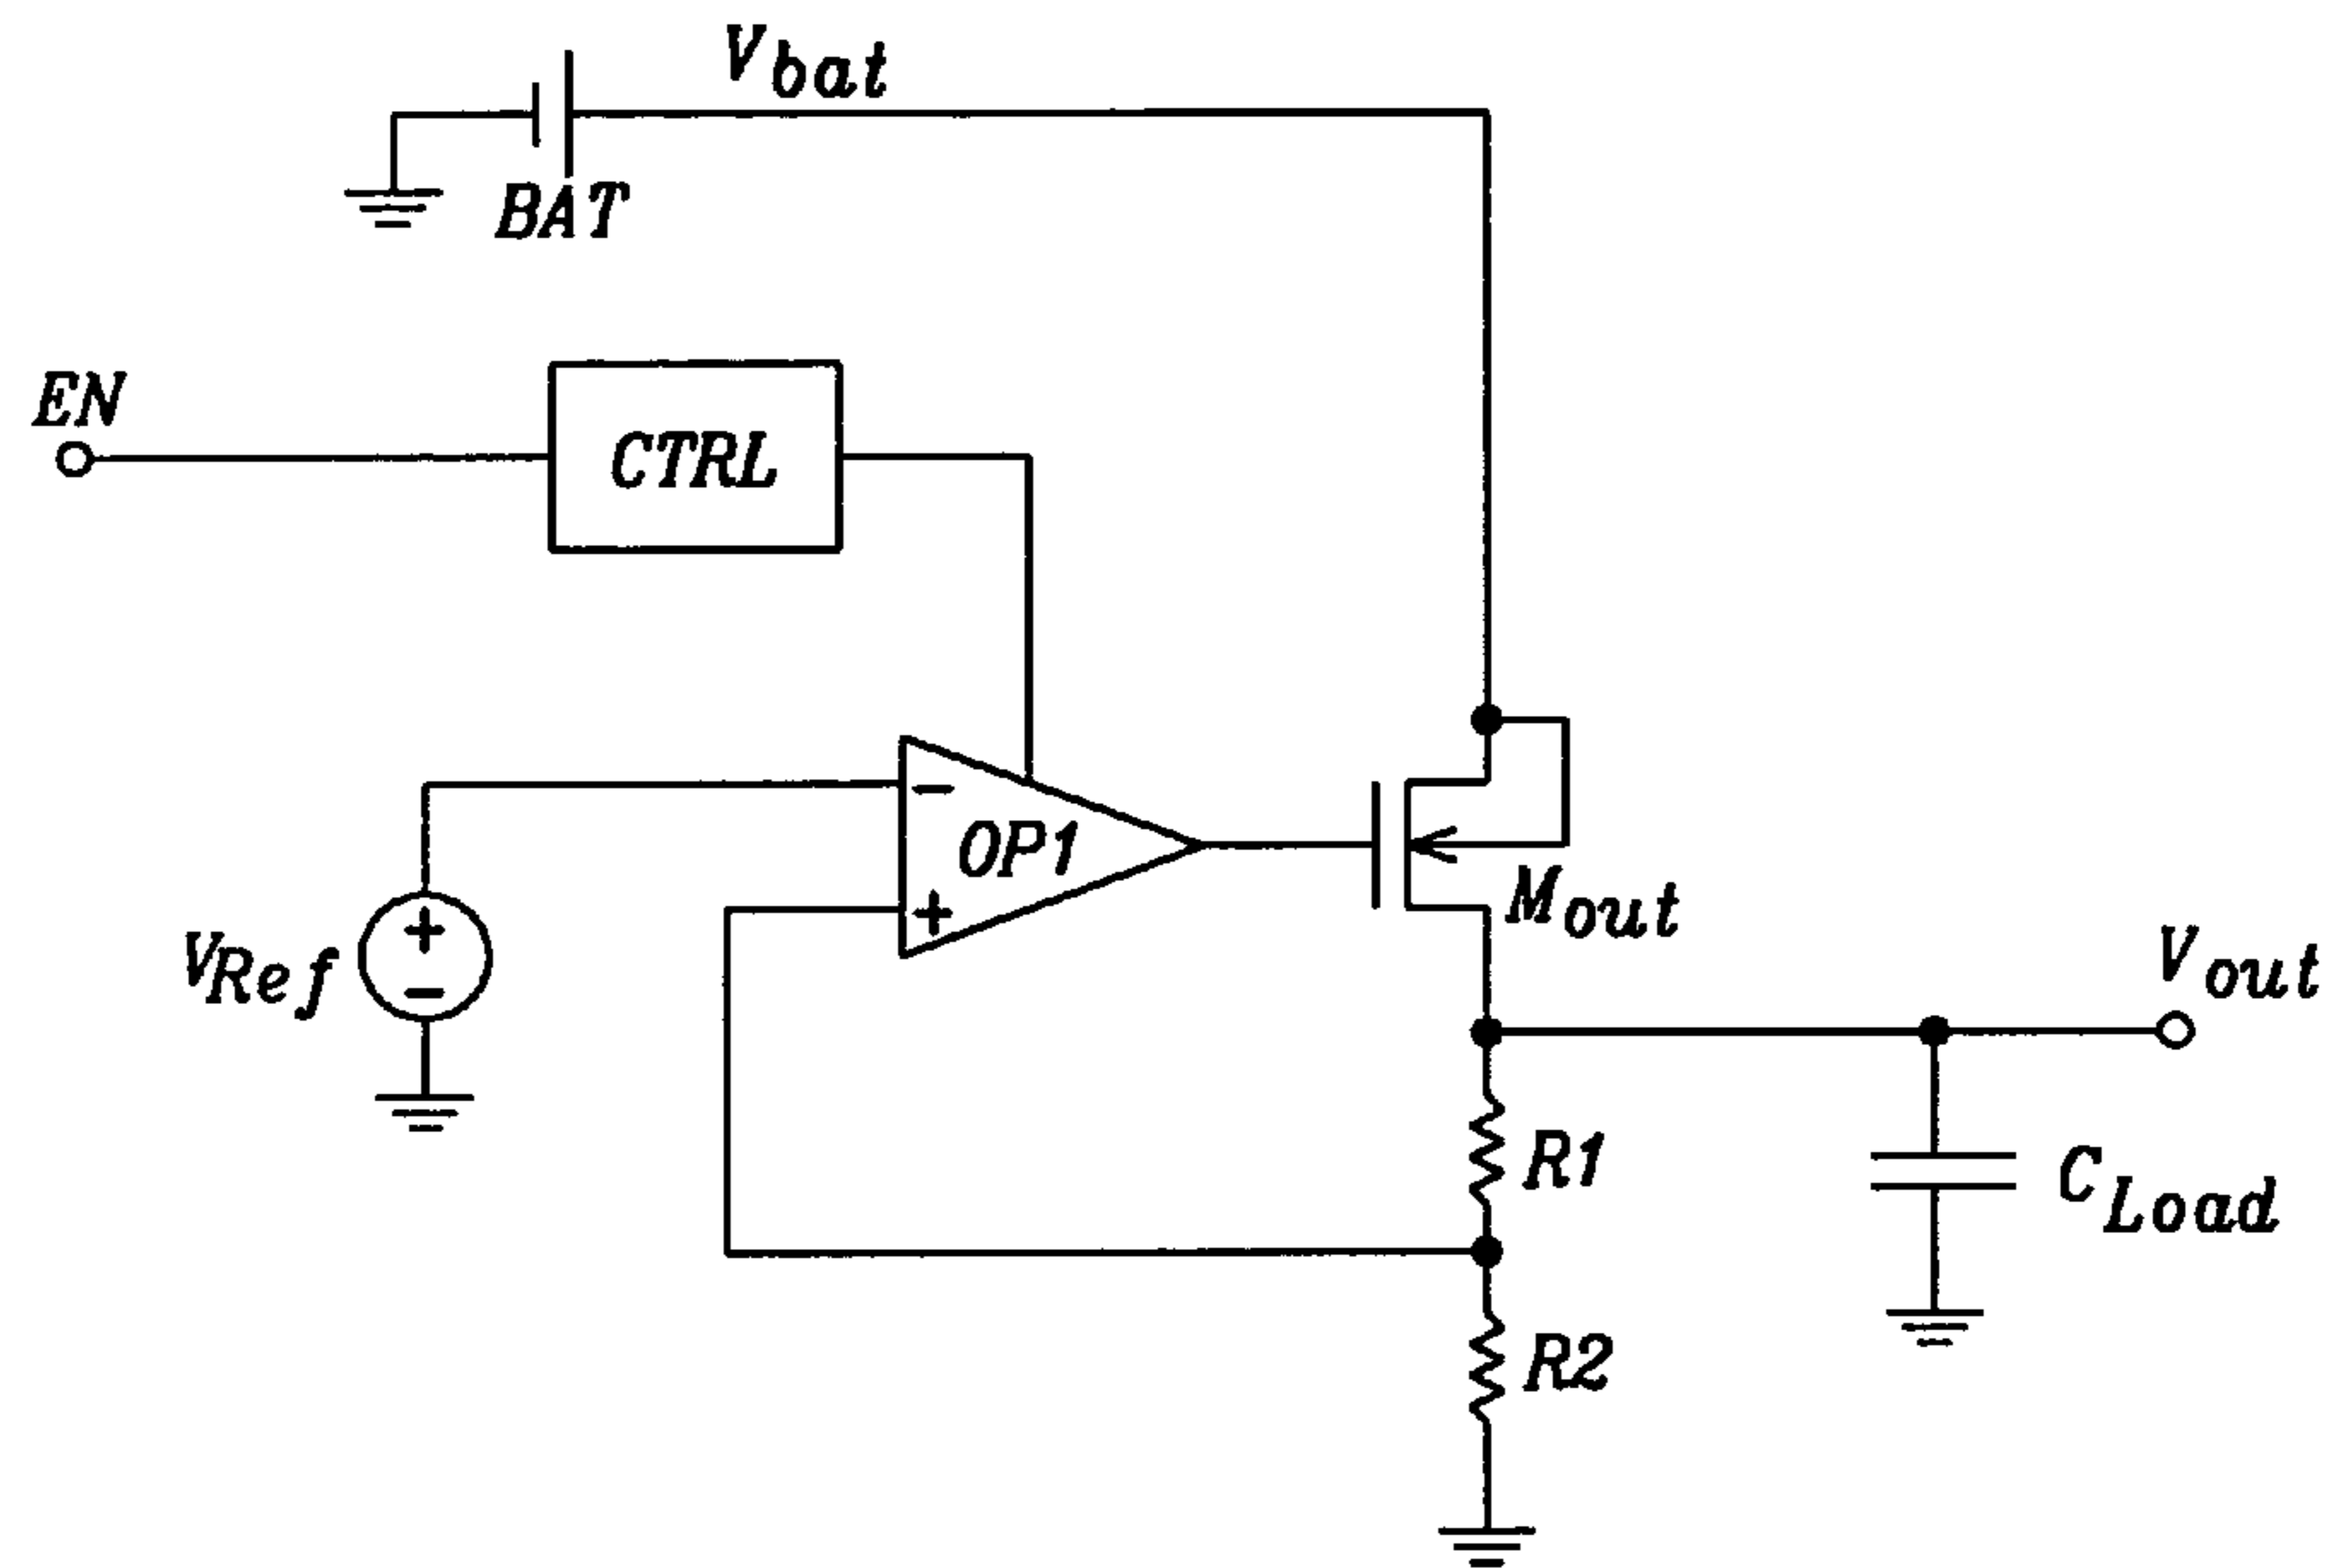 Vbat
BAT
EN
CTRL
-
OP1
+
Mout
VRef
+
-
Vout
R1
CLoad
R2